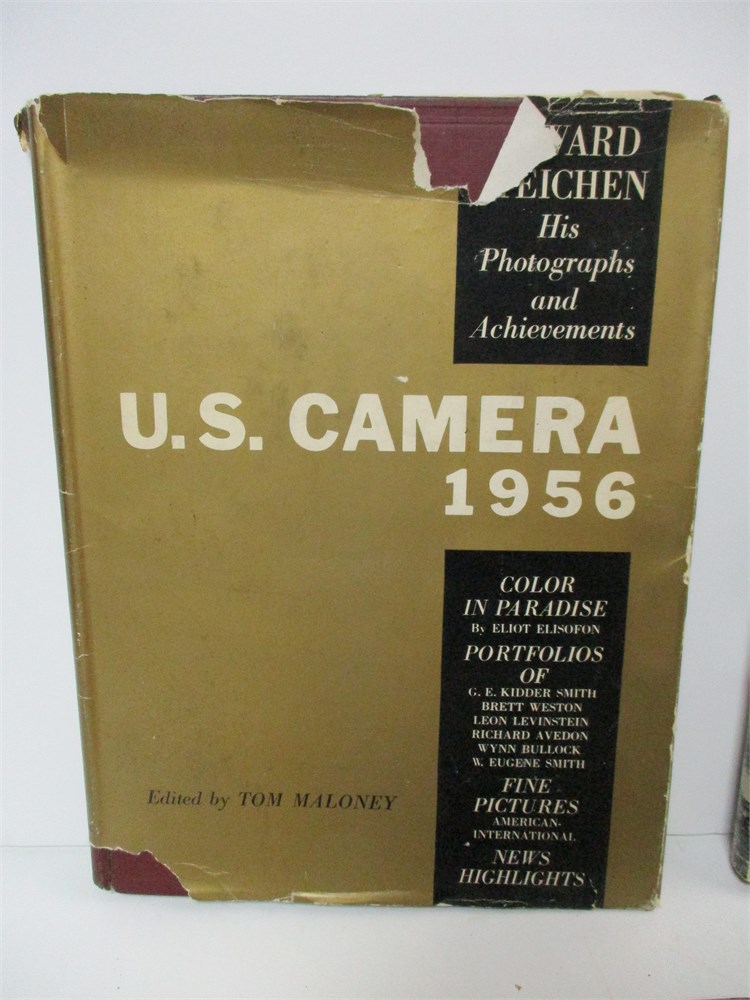 WARD
EICHEN
His
Photographs
and
Achievements
U.S. CAMERA
1956
COLOR
IN PARADISE
By ELIOT ELISOFON
PORTFOLIOS
OF
G. E. KIDDER SMITH
BRETT WESTON
LEON LEVINSTEIN
RICHARD AVEDON
WYNN BULLOCK
W. EUGENE SMITH
FINE
PICTURES
AMERICAN-
INTERNATIONAL
NEWS
HIGHLIGHTS
Edited by TOM MALONEY